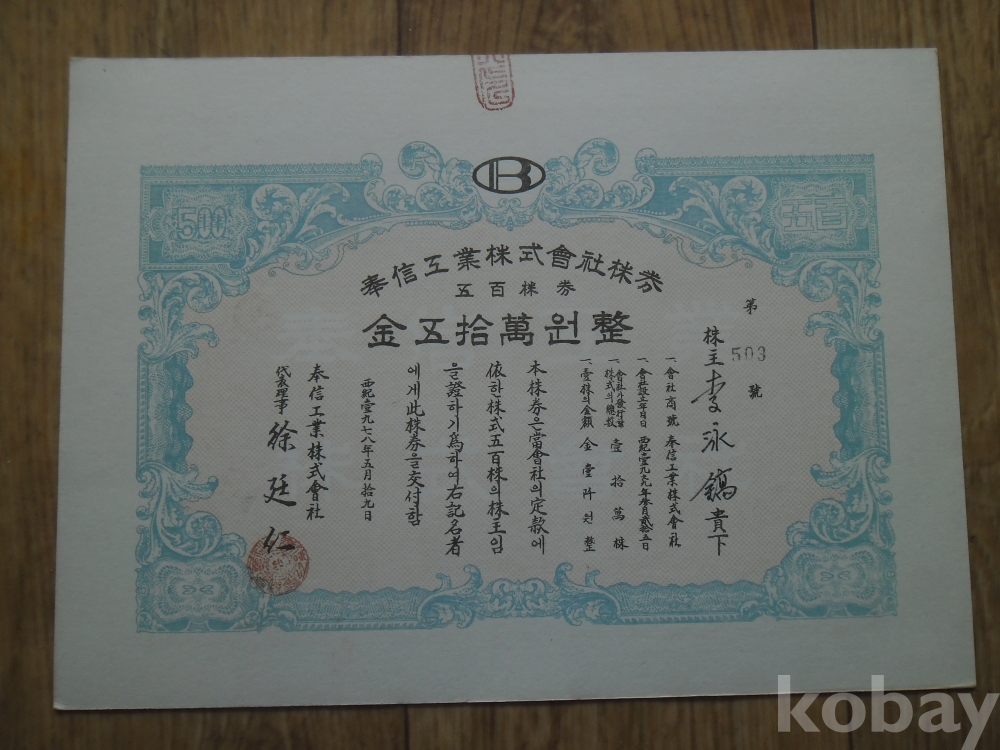 B
500
五百
奉信工業株式會社株券
五百株券
金五拾萬원整
第
503
號
株主 李泳鎬 貴下
一 會社商號 奉信工業株式會社
一 會社設立年月日 西紀壹九五九年參月貳拾五日
一 會社가發行할株式의總數 壹拾萬株
一 壹株의金額 金壹阡원整
本株券은當會社의定款에
依한株式五百株의株主임
을證하기爲하여右記名者
에게此株券을交付함
西紀壹九七八年五月拾九日
奉信工業株式會社
代表理事 徐廷仁
kobay